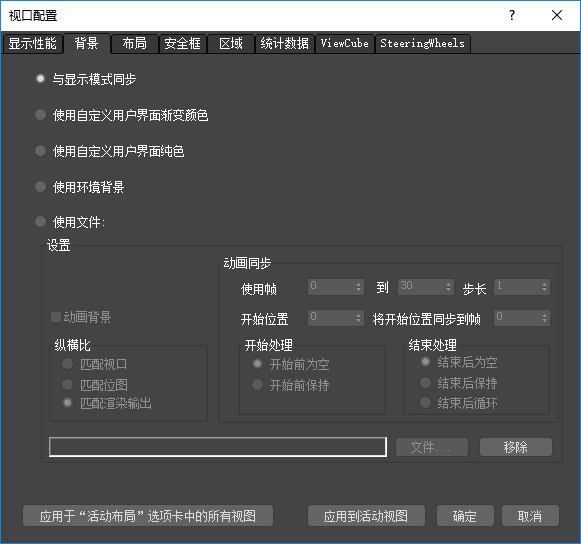 视口配置
显示性能 背景 布局 安全框 区域 统计数据 ViewCube SteeringWheels
与显示模式同步
使用自定义用户界面渐变颜色
使用自定义用户界面纯色
使用环境背景
使用文件:
设置
动画同步
使用帧 0 到 30 步长 1
动画背景
开始位置 0 将开始位置同步到帧 0
纵横比
匹配视口
匹配位图
匹配渲染输出
开始处理
开始前为空
开始前保持
结束处理
结束后为空
结束后保持
结束后循环
文件... 移除
应用于“活动布局”选项卡中的所有视图 应用到活动视图 确定 取消